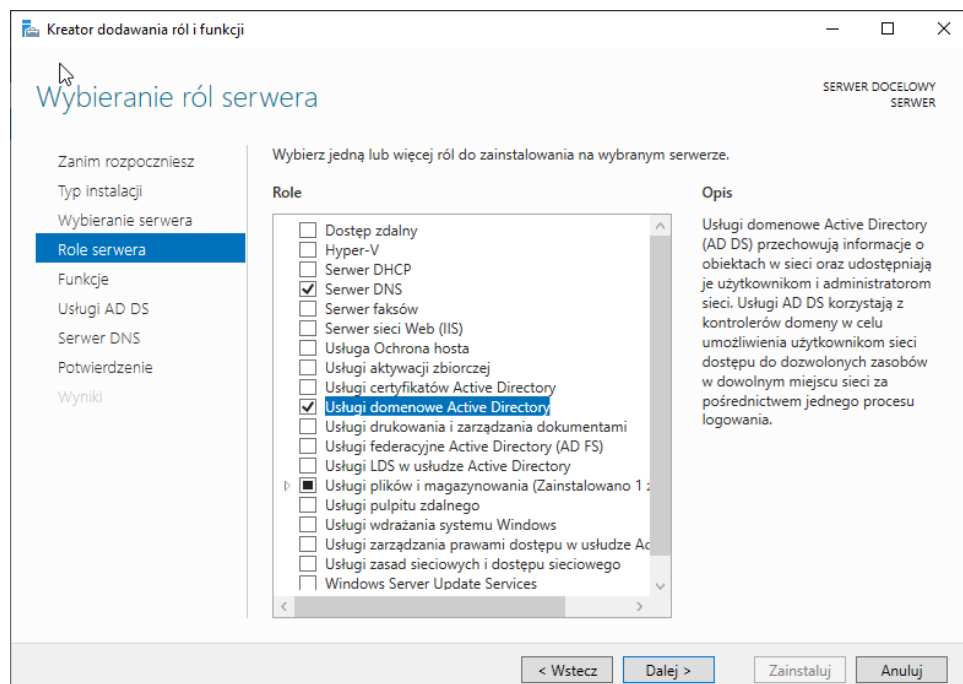 Kreator dodawania ról i funkcji
Wybieranie ról serwera
SERWER DOCELOWY
SERWER
Zanim rozpoczniesz
Typ instalacji
Wybieranie serwera
Role serwera
Funkcje
Usługi AD DS
Serwer DNS
Potwierdzenie
Wyniki
Wybierz jedną lub więcej ról do zainstalowania na wybranym serwerze.
Role
Dostęp zdalny
Hyper-V
Serwer DHCP
Serwer DNS
Serwer faksów
Serwer sieci Web (IIS)
Usługa Ochrona hosta
Usługi aktywacji zbiorczej
Usługi certyfikatów Active Directory
Usługi domenowe Active Directory
Usługi drukowania i zarządzania dokumentami
Usługi federacyjne Active Directory (AD FS)
Usługi LDS w usłudze Active Directory
Usługi plików i magazynowania (Zainstalowano 1 z
Usługi pulpitu zdalnego
Usługi wdrażania systemu Windows
Usługi zarządzania prawami dostępu w usłudze Ac
Usługi zasad sieciowych i dostępu sieciowego
Windows Server Update Services
Opis
Usługi domenowe Active Directory
(AD DS) przechowują informacje o
obiektach w sieci oraz udostępniają
je użytkownikom i administratorom
sieci. Usługi AD DS korzystają z
kontrolerów domeny w celu
umożliwienia użytkownikom sieci
dostępu do dozwolonych zasobów
w dowolnym miejscu sieci za
pośrednictwem jednego procesu
logowania.
< Wstecz
Dalej >
Zainstaluj
Anuluj